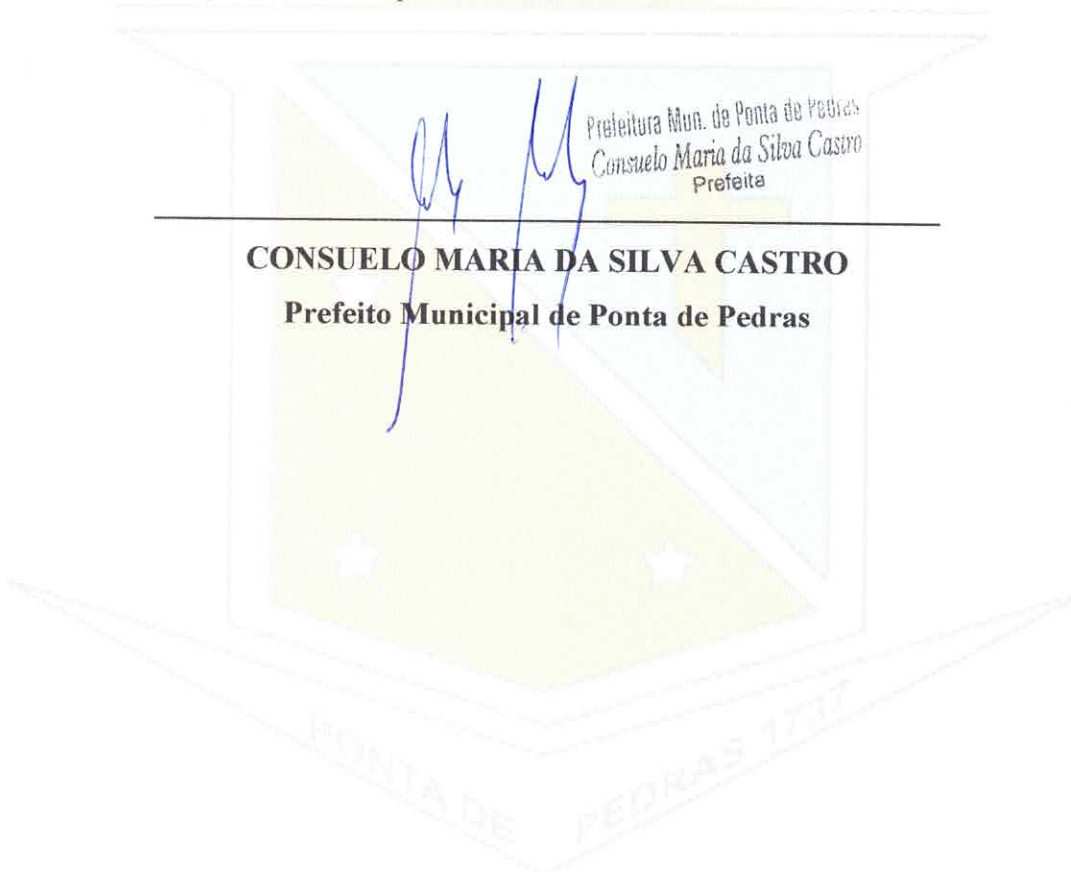 Prefeitura Mun. de Ponta de Pedras
Consuelo Maria da Silva Castro
Prefeita
CONSUELO MARIA DA SILVA CASTRO
Prefeito Municipal de Ponta de Pedras
PONTA DE PEDRAS 1737